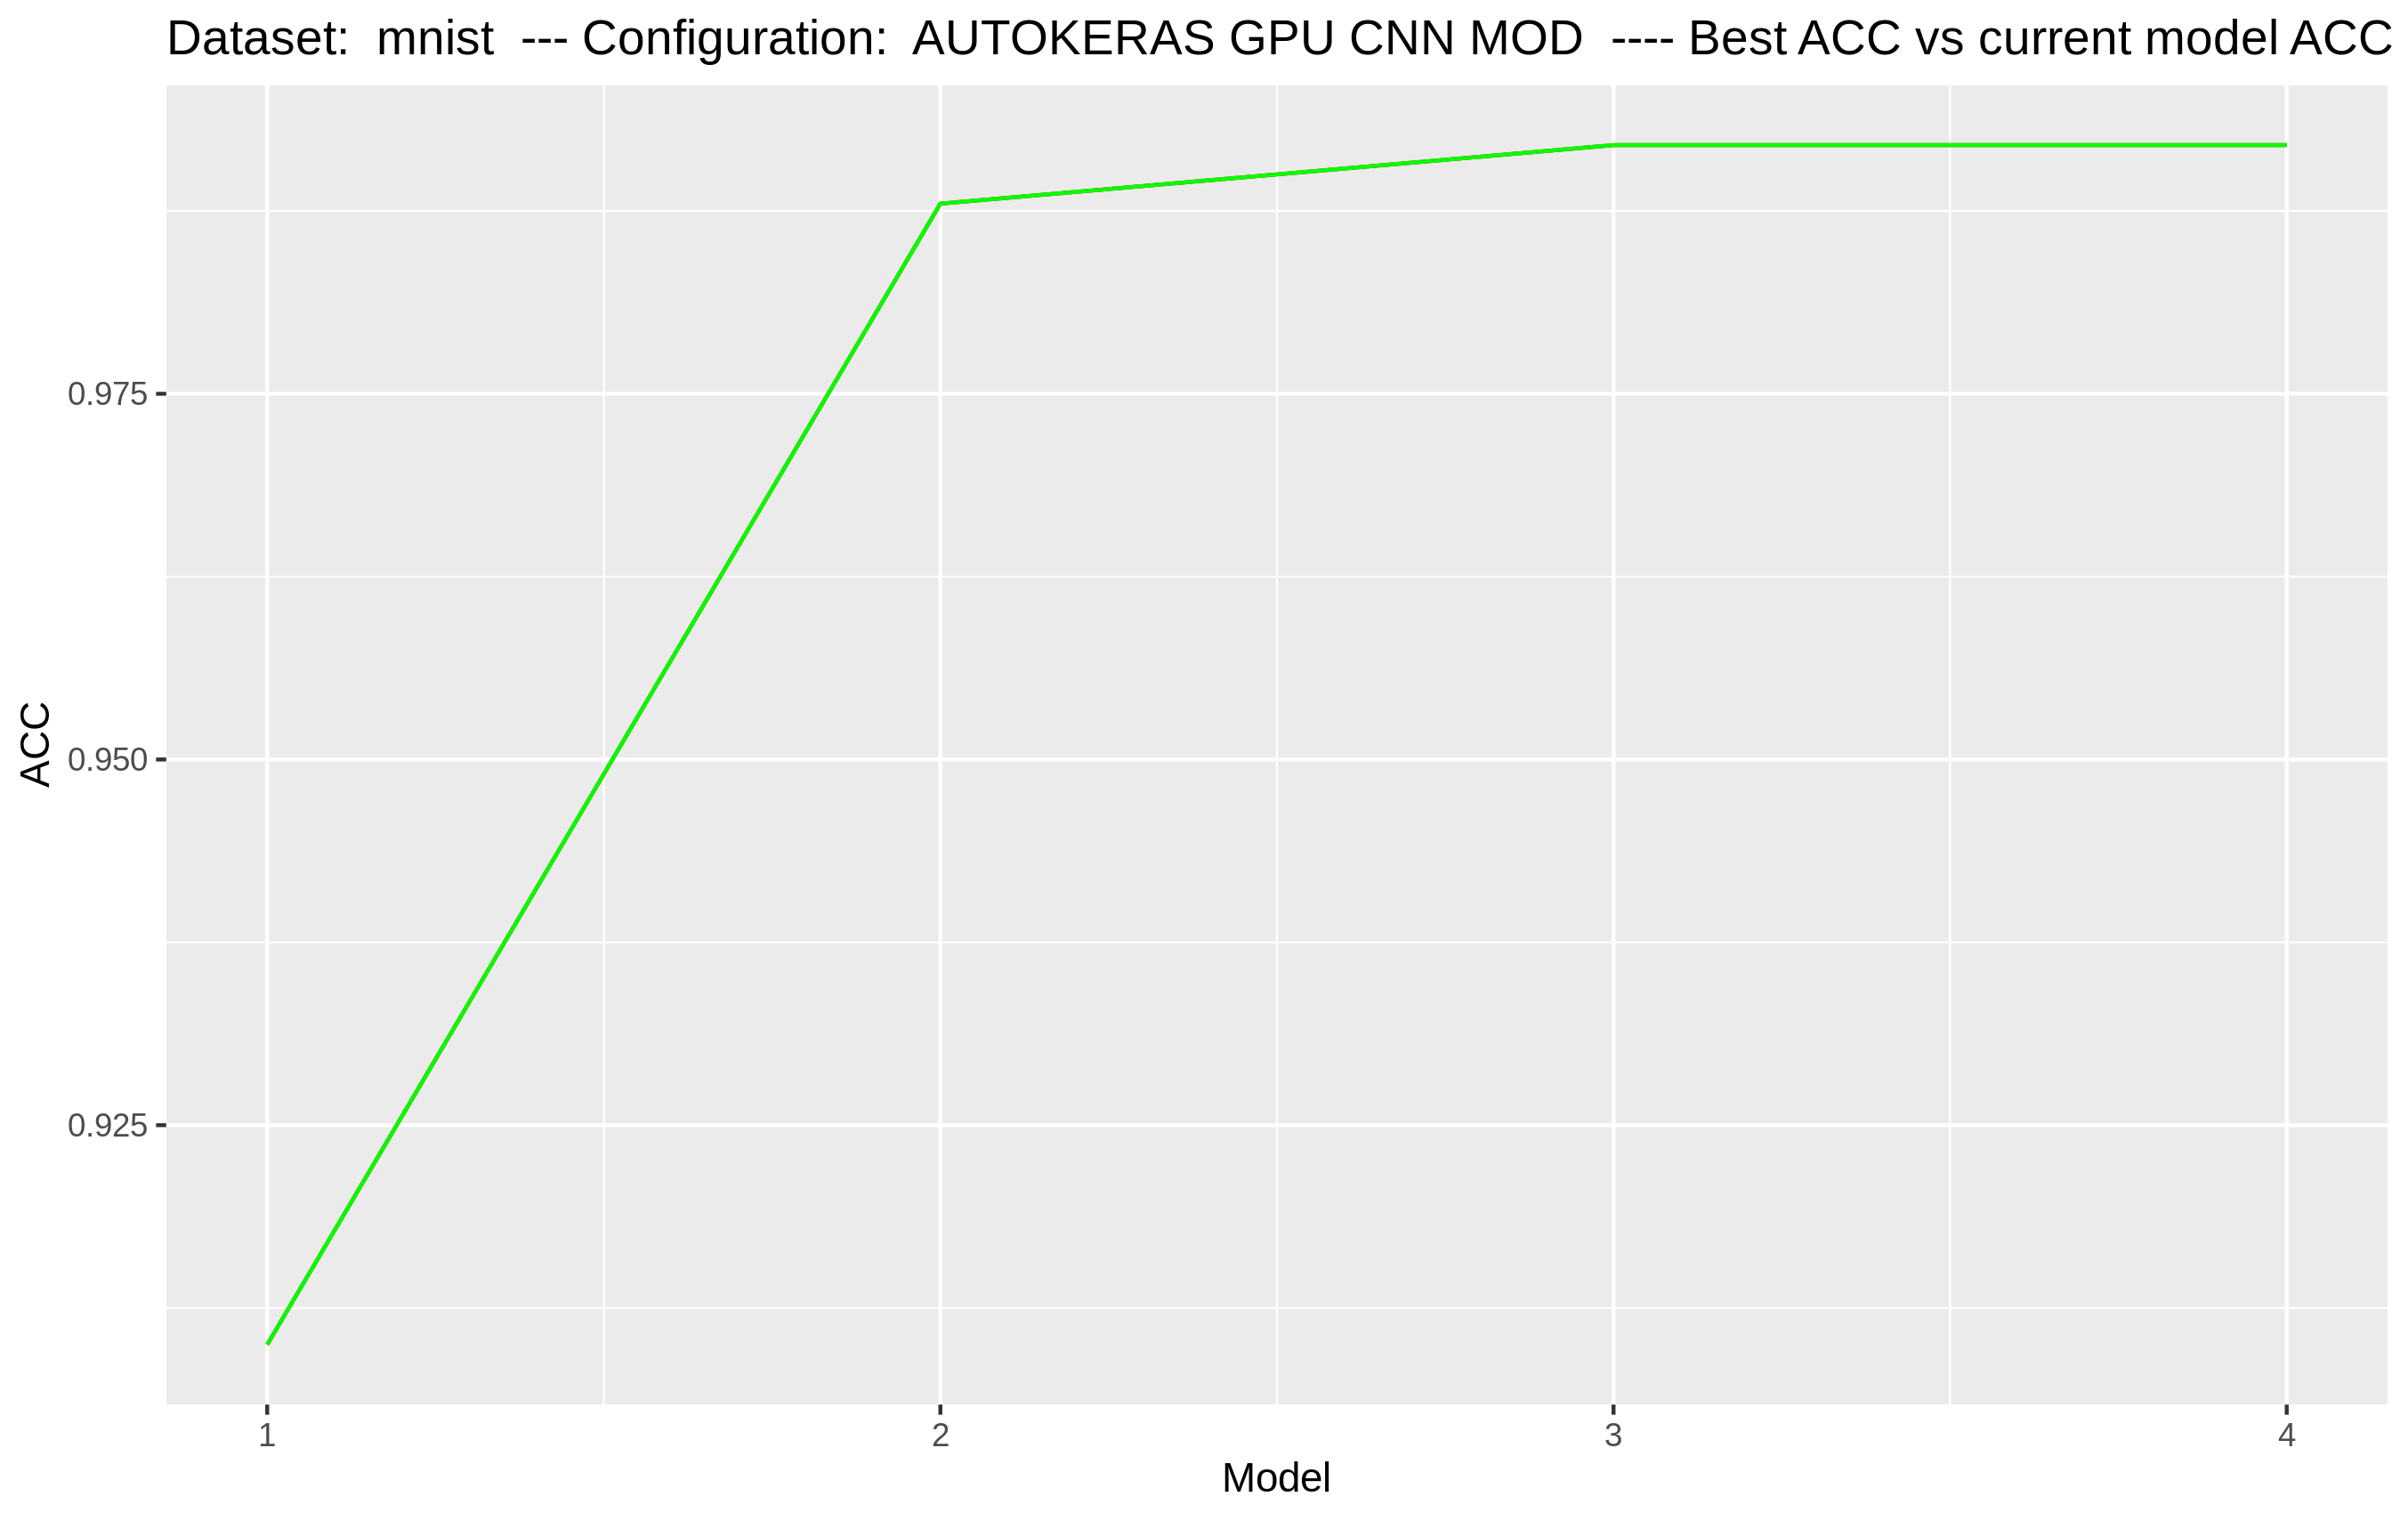 Dataset:  mnist  --- Configuration:  AUTOKERAS GPU CNN MOD  ---- Best ACC vs current model ACC
ACC
0.975
0.950
0.925
1 2 3 4
Model